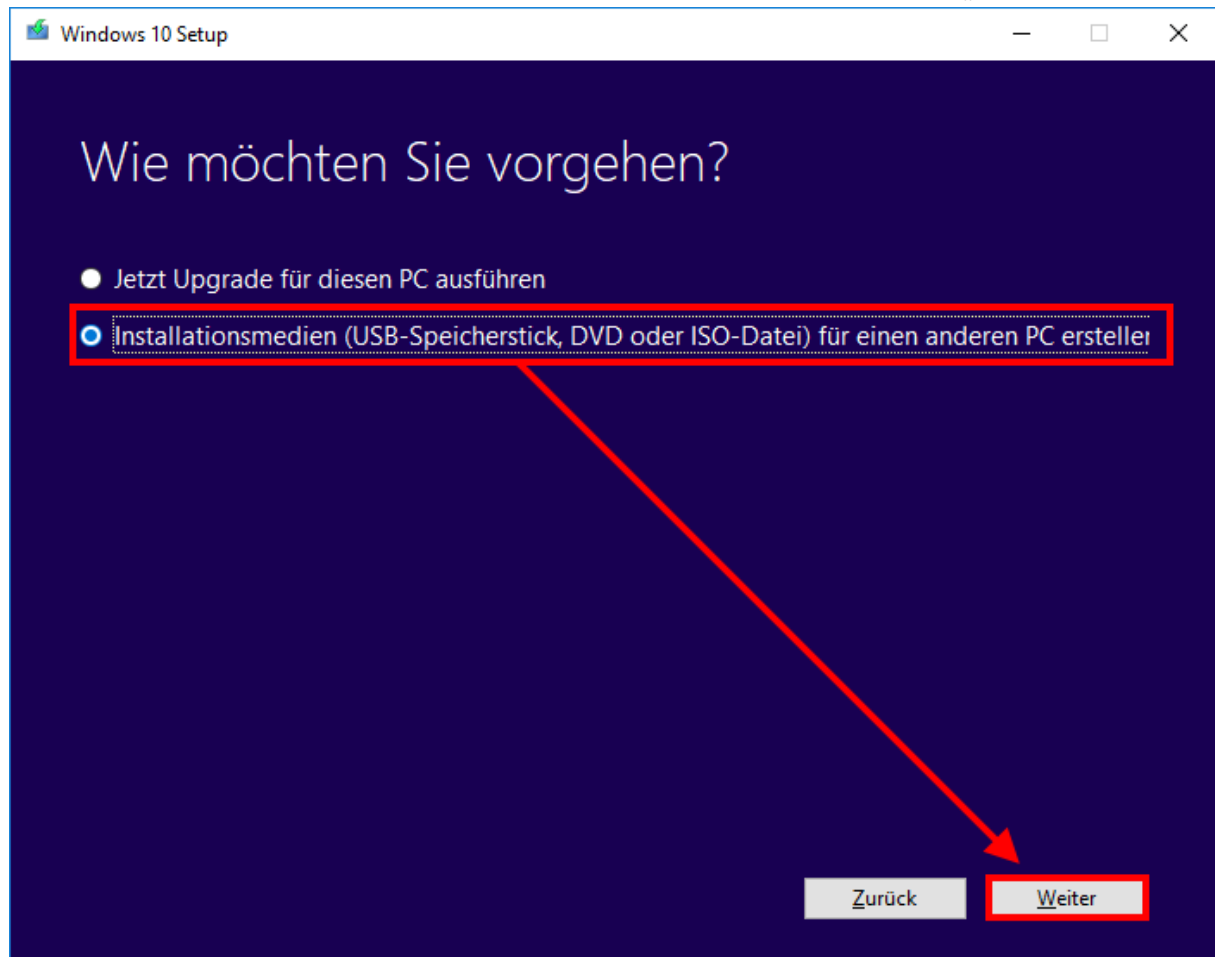 Windows 10 Setup
Wie möchten Sie vorgehen?
Jetzt Upgrade für diesen PC ausführen
Installationsmedien (USB-Speicherstick, DVD oder ISO-Datei) für einen anderen PC erstellen
Zurück
Weiter